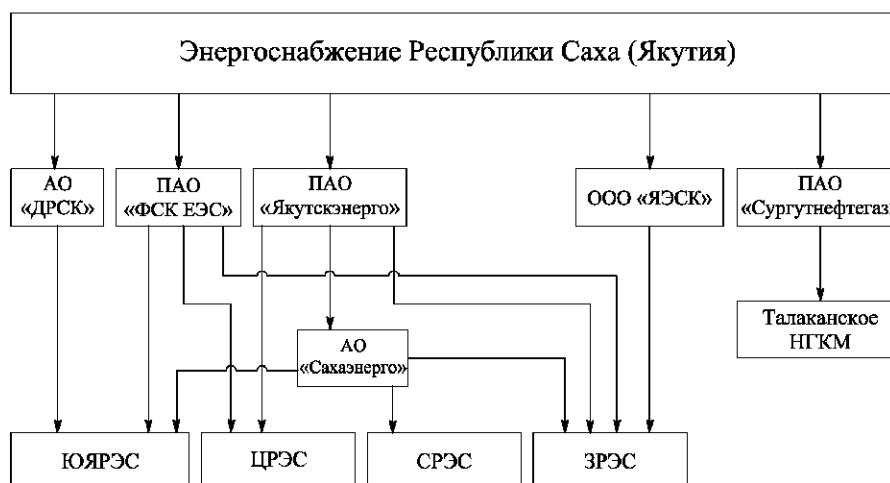 Энергоснабжение Республики Саха (Якутия)
АО
«ДРСК»
ПАО
«ФСК ЕЭС»
ПАО
«Якутскэнерго»
ООО «ЯЭСК»
ПАО
«Сургутнефтегаз»
АО
«Сахаэнерго»
Талаканское
НГКМ
ЮЯРЭС
ЦРЭС
СРЭС
ЗРЭС